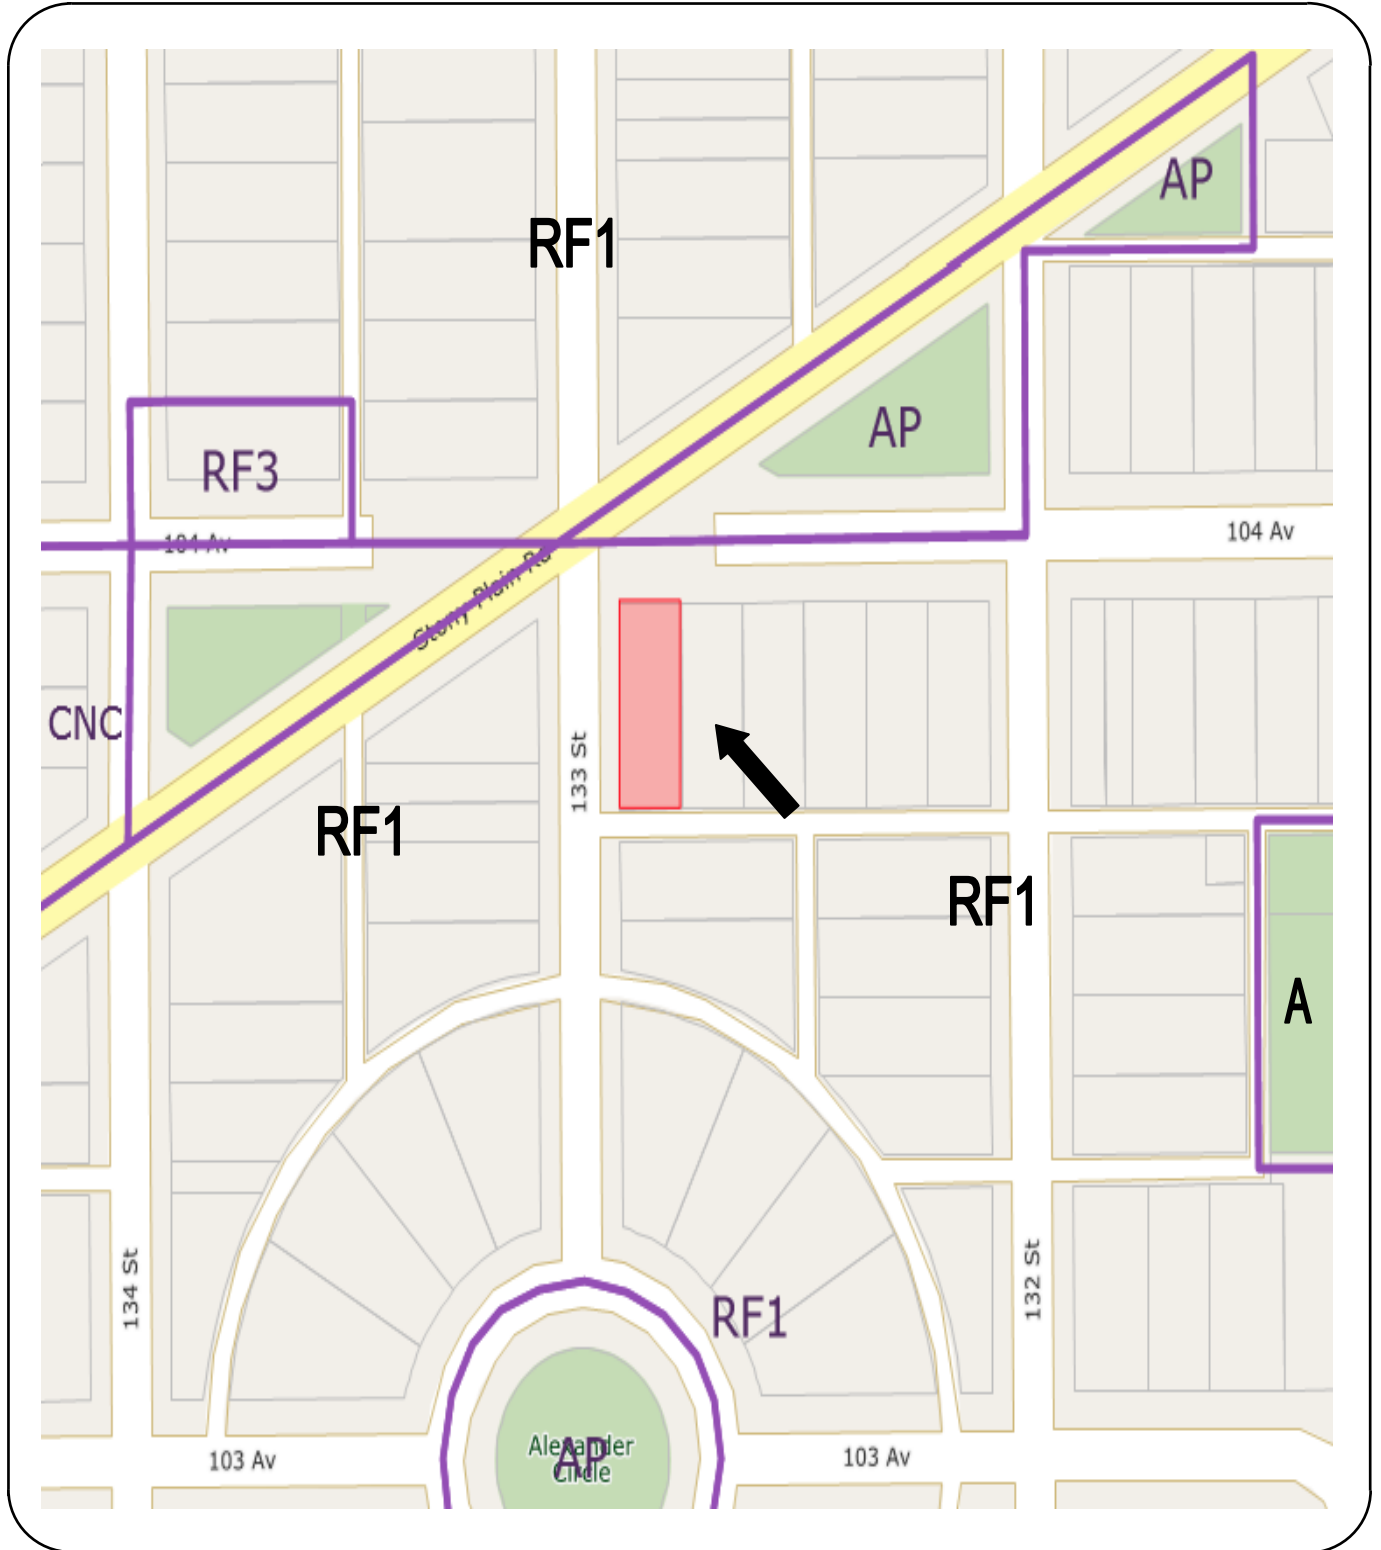 AP
RF1
AP
RF3
104 Av
104 Av
Stony Plain Rd
CNC
133 St
RF1
RF1
A
134 St
132 St
RF1
Alexander
Circle
AP
103 Av
103 Av